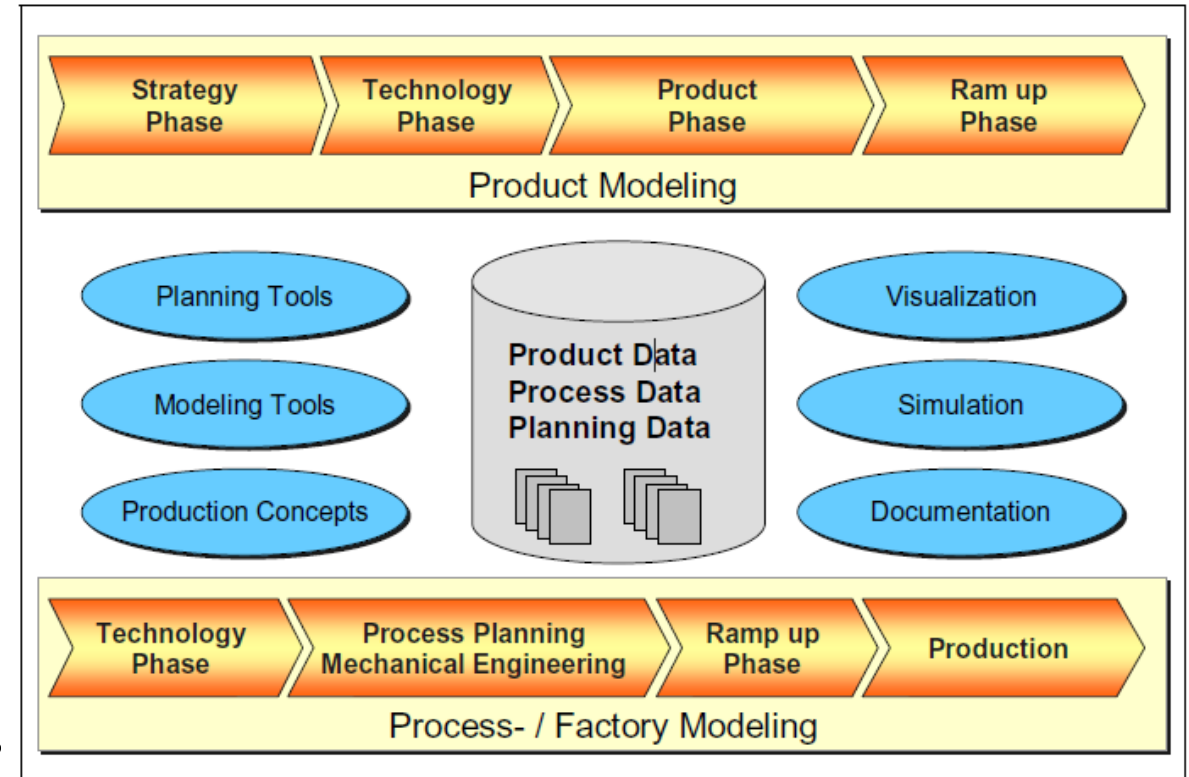 Strategy
Phase
Technology
Phase
Product
Phase
Ram up
Phase
Product Modeling
Planning Tools
Modeling Tools
Production Concepts
Product Data
Process Data
Planning Data
Visualization
Simulation
Documentation
Technology
Phase
Process Planning
Mechanical Engineering
Ramp up
Phase
Production
Process- / Factory Modeling